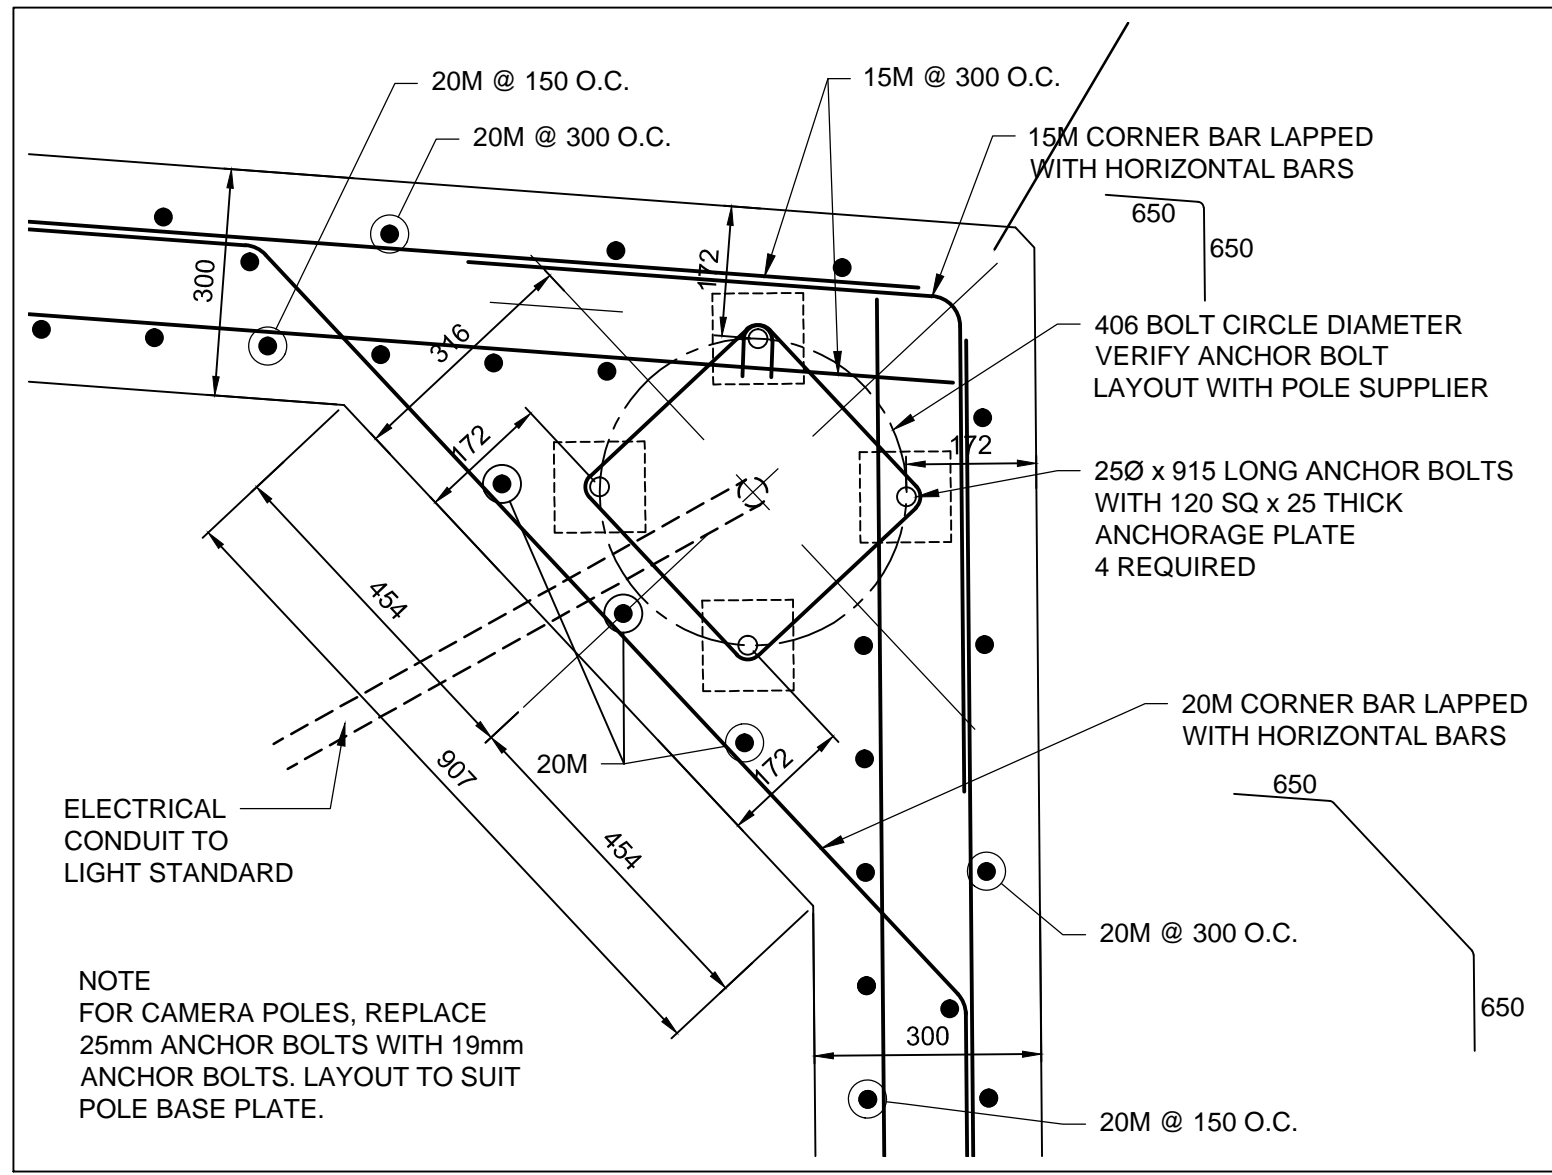 20M @ 150 O.C.
15M @ 300 O.C.
20M @ 300 O.C.
15M CORNER BAR LAPPED
WITH HORIZONTAL BARS
650
650
300
172
316
406 BOLT CIRCLE DIAMETER
VERIFY ANCHOR BOLT
LAYOUT WITH POLE SUPPLIER
172
172
25Ø x 915 LONG ANCHOR BOLTS
WITH 120 SQ x 25 THICK
ANCHORAGE PLATE
4 REQUIRED
454
907
20M
172
454
20M CORNER BAR LAPPED
WITH HORIZONTAL BARS
650
650
ELECTRICAL
CONDUIT TO
LIGHT STANDARD
20M @ 300 O.C.
300
20M @ 150 O.C.
NOTE
FOR CAMERA POLES, REPLACE
25mm ANCHOR BOLTS WITH 19mm
ANCHOR BOLTS. LAYOUT TO SUIT
POLE BASE PLATE.